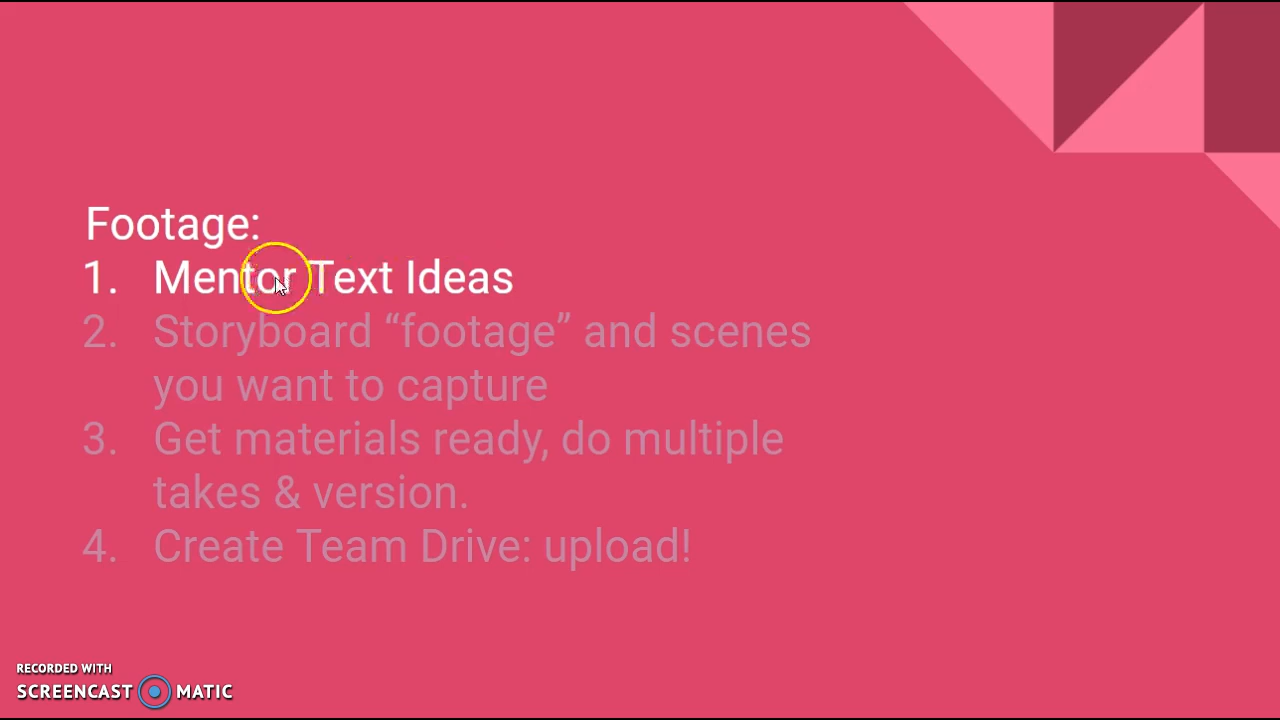 Footage:
1. Mentor Text Ideas
2. Storyboard “footage” and scenes
you want to capture
3. Get materials ready, do multiple
takes & version.
4. Create Team Drive: upload!
RECORDED WITH
SCREENCAST MATIC